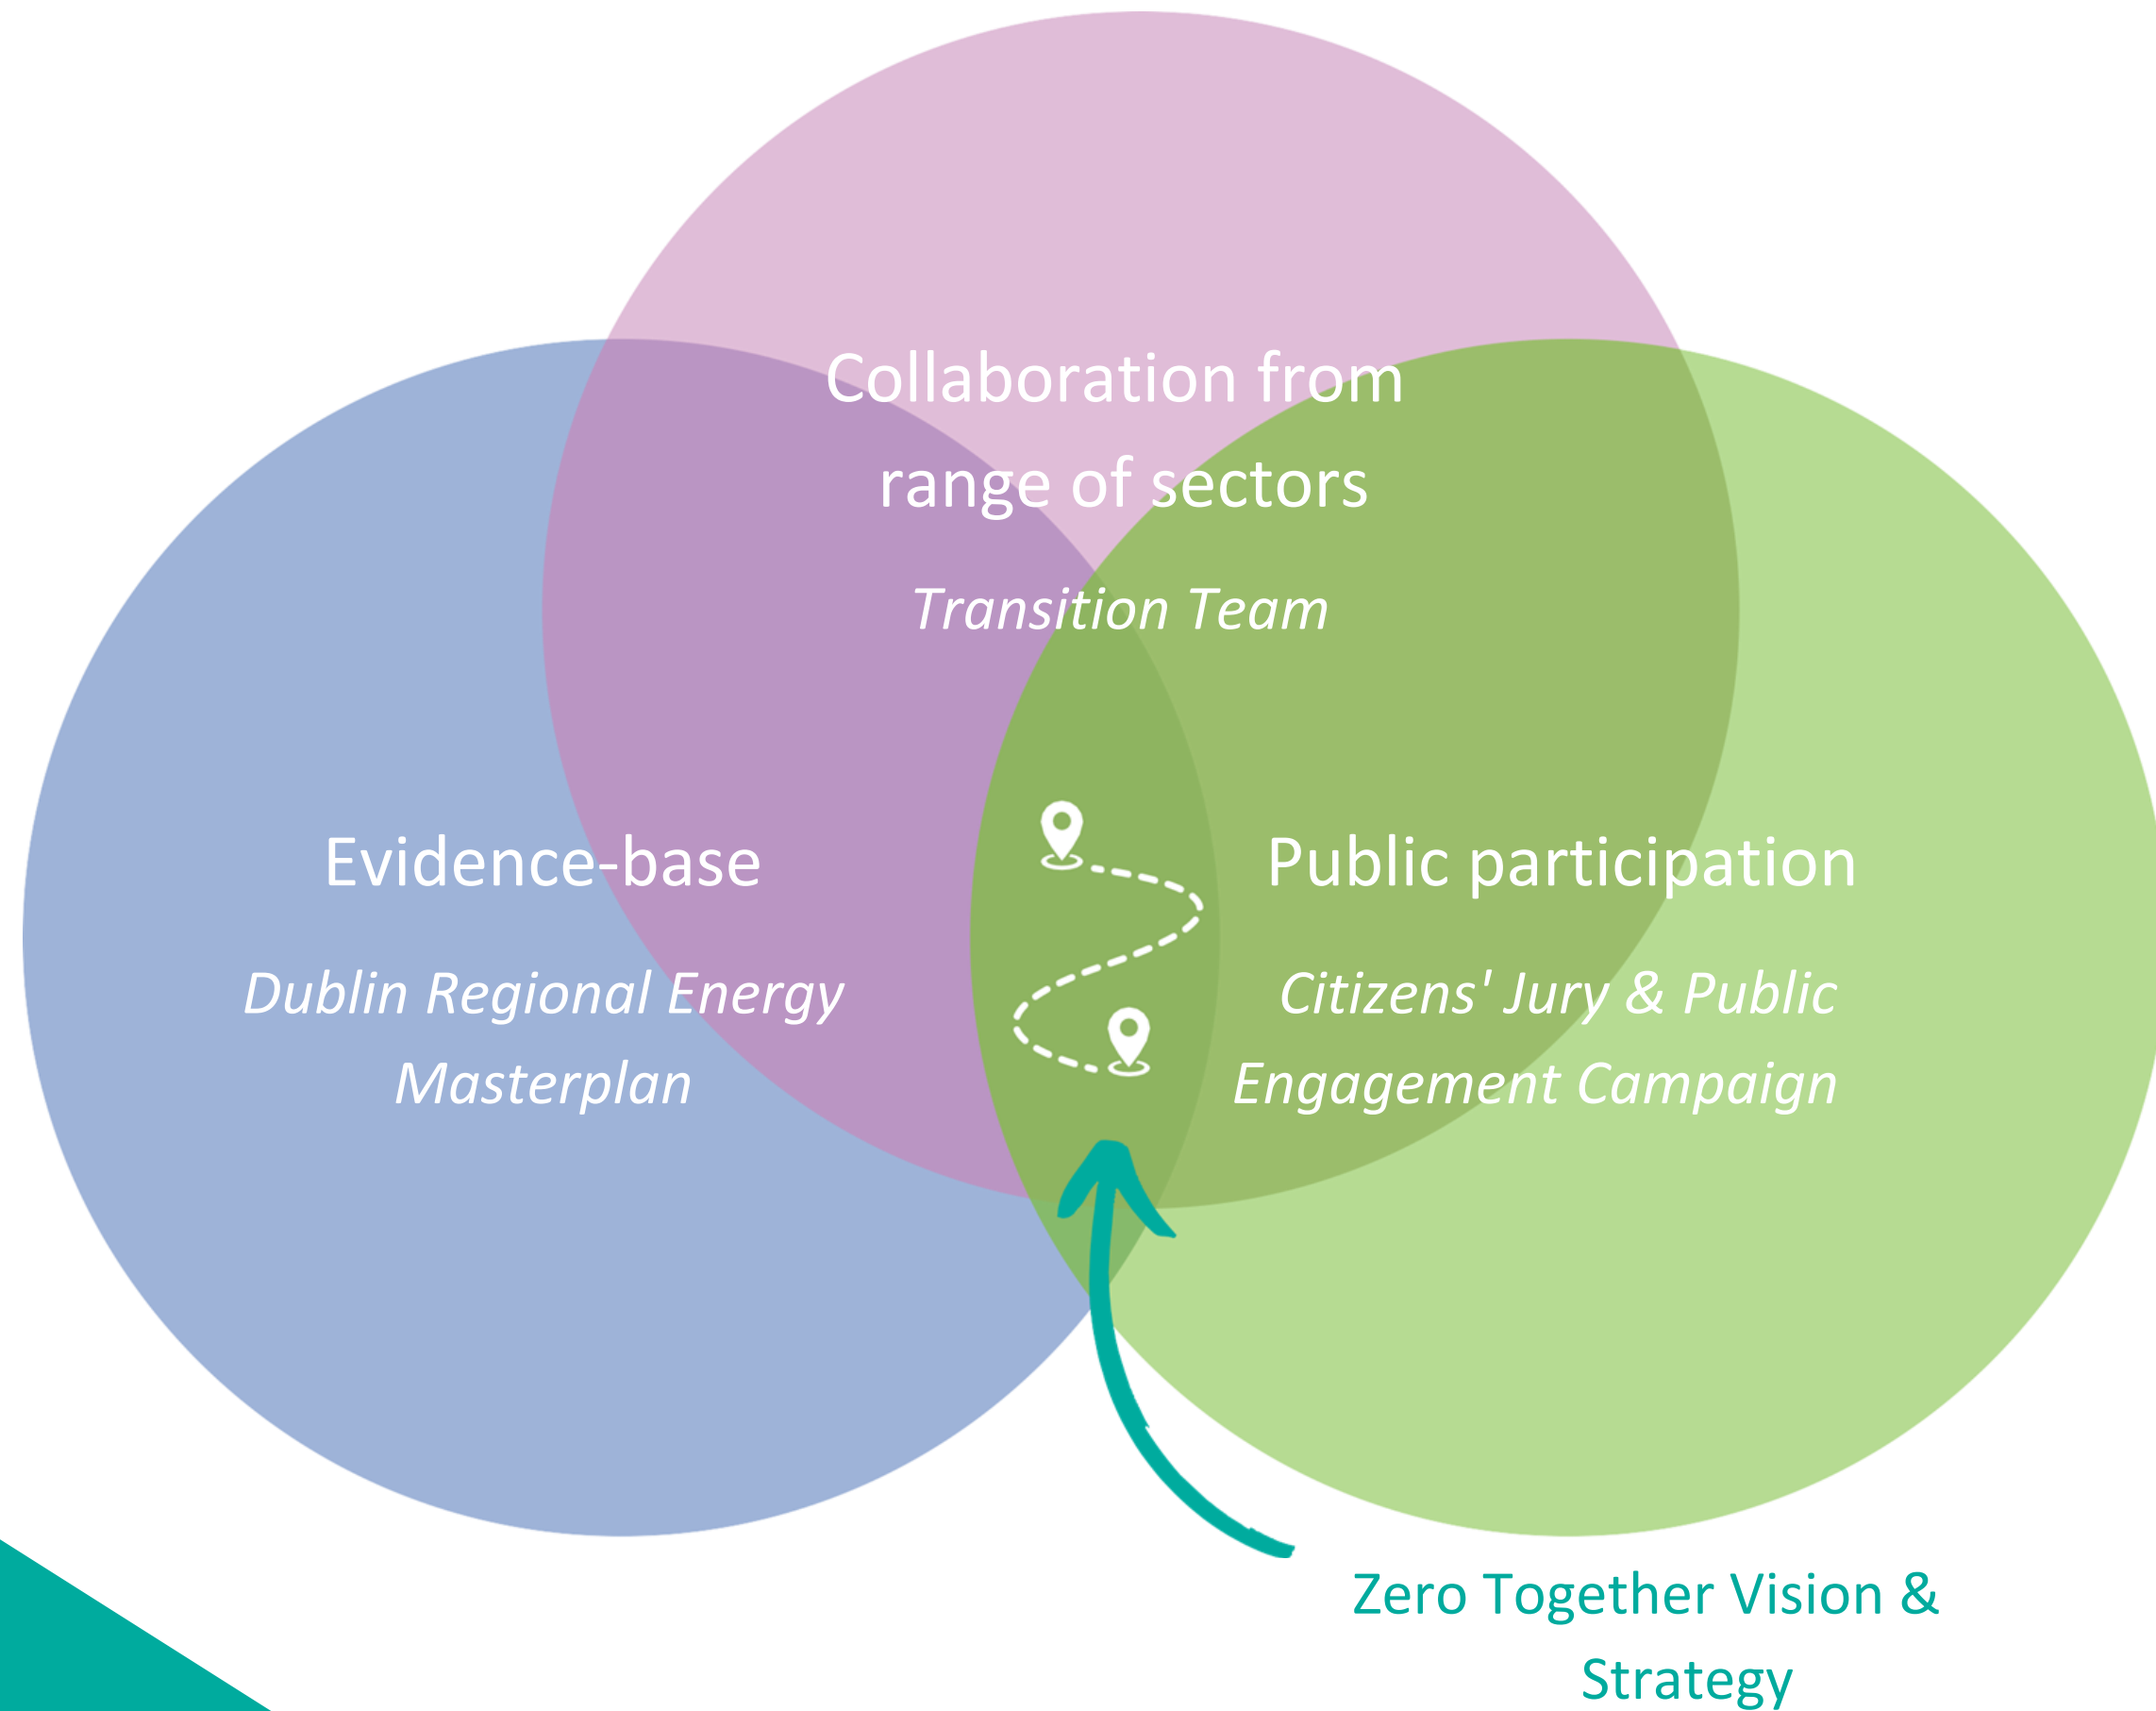 Collaboration from
range of sectors
Transition Team
Evidence-base
Dublin Regional Energy
Masterplan
Public participation
Citizens' Jury & Public
Engagement Campaign
Zero Together Vision &
Strategy